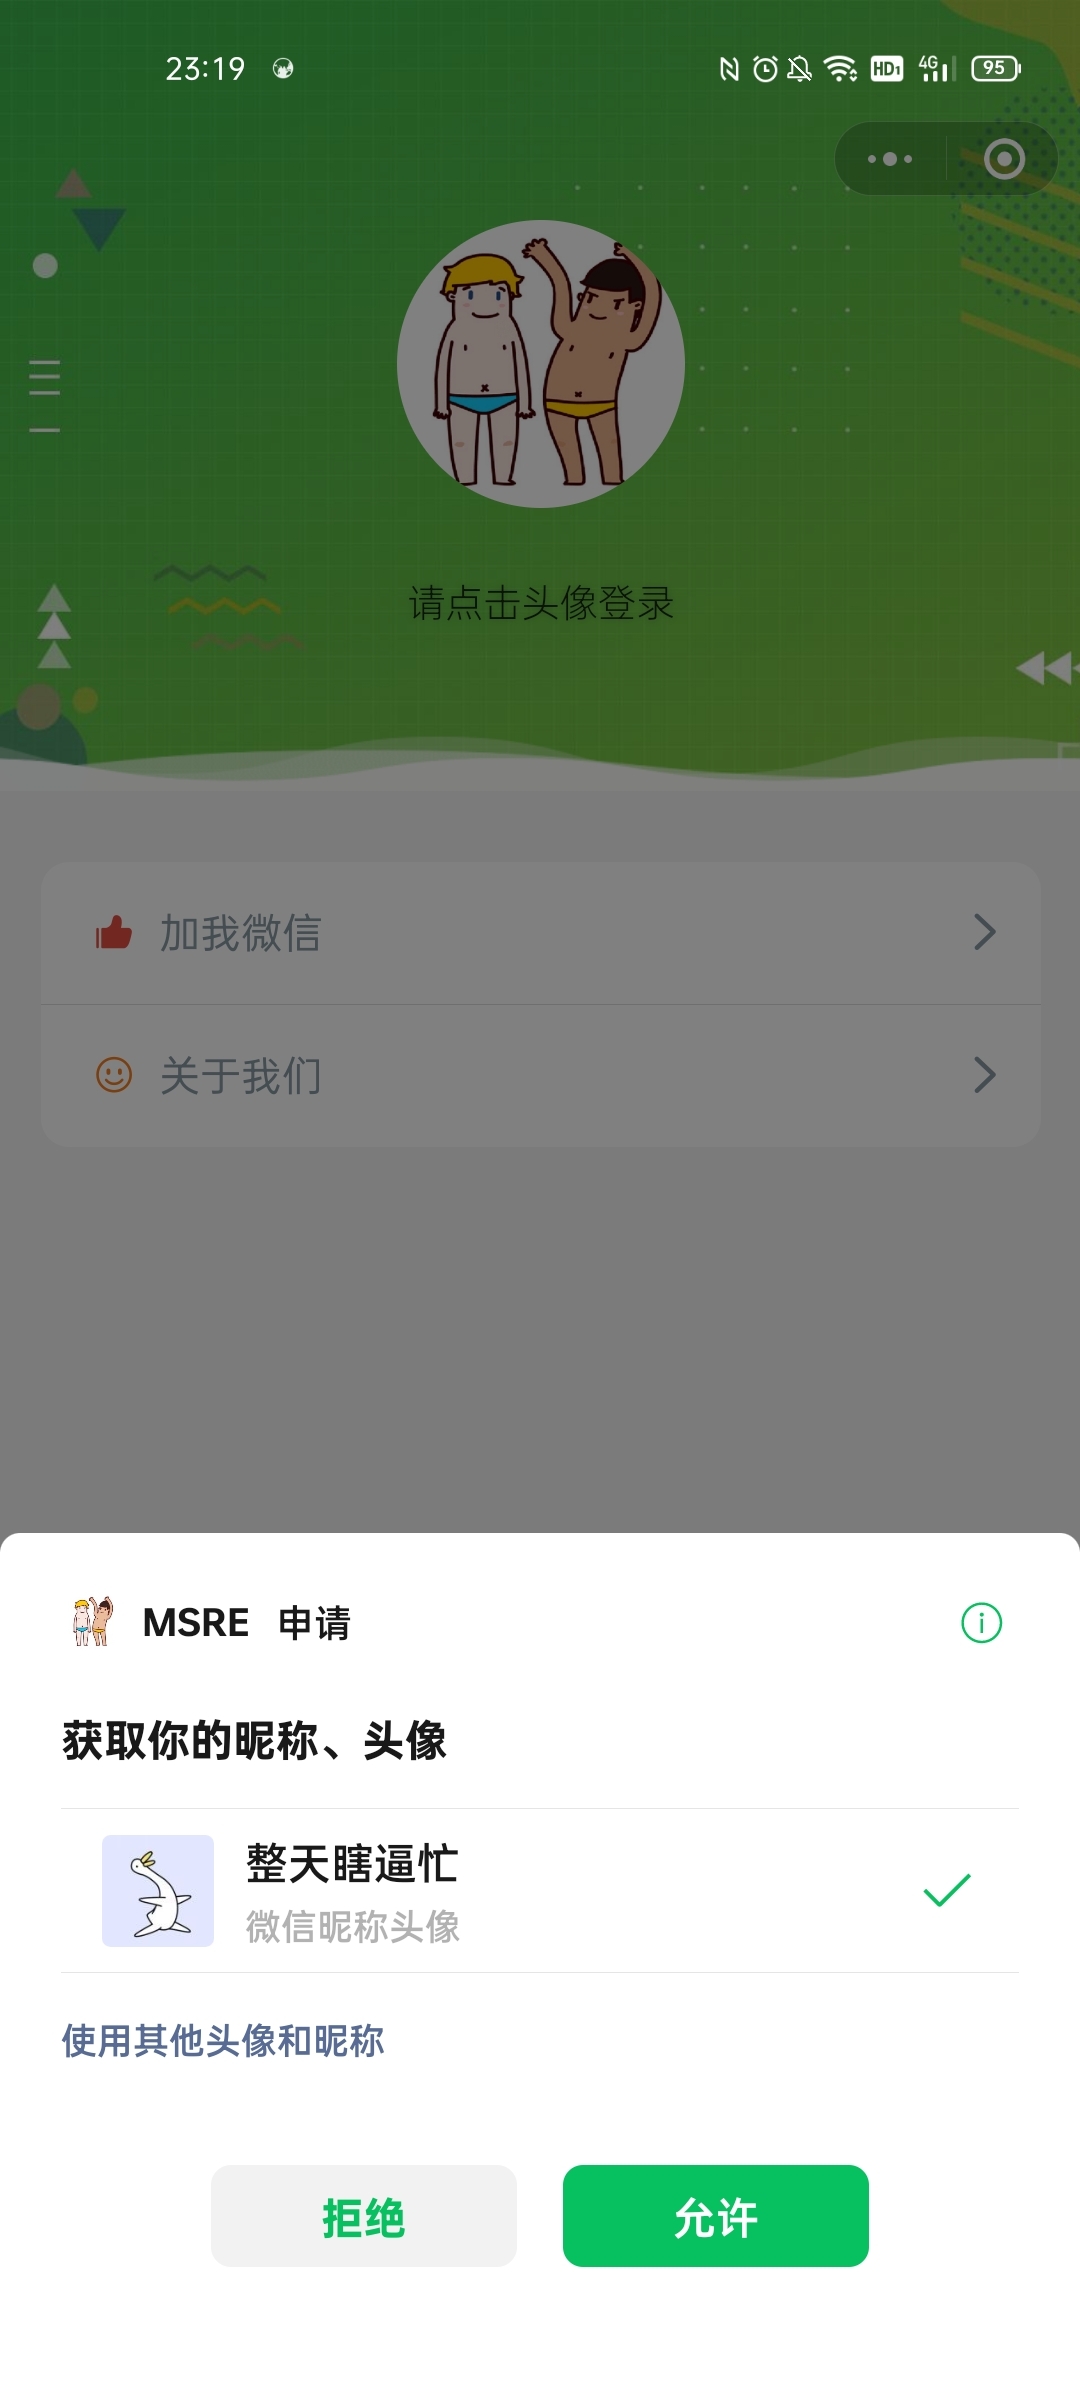 23:19
HD1 4G 95
请点击头像登录
加我微信
关于我们
MSRE 申请
获取你的昵称、头像
整天瞎逼忙
微信昵称头像
使用其他头像和昵称
拒绝 允许